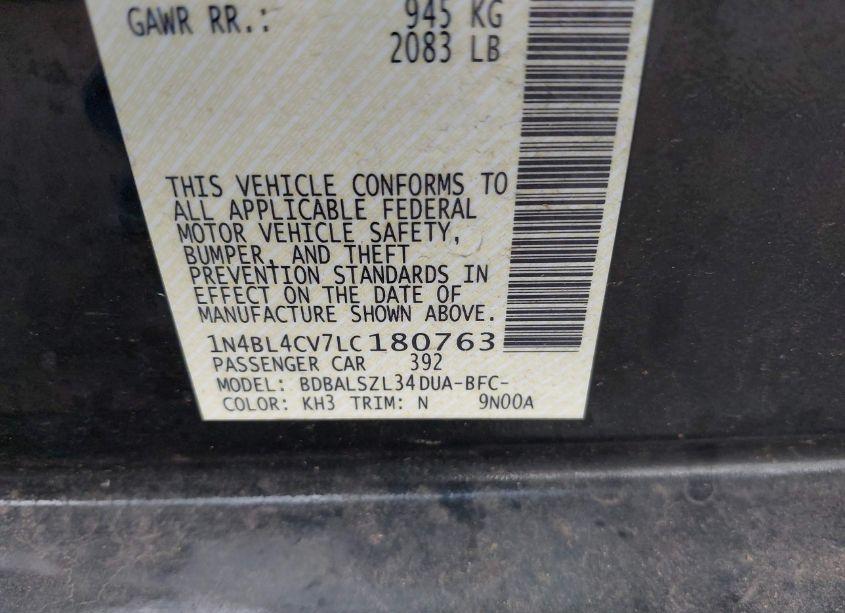 GAWR RR.: 945 KG
2083 LB
THIS VEHICLE CONFORMS TO
ALL APPLICABLE FEDERAL
MOTOR VEHICLE SAFETY,
BUMPER, AND THEFT
PREVENTION STANDARDS IN
EFFECT ON THE DATE OF
MANUFACTURE SHOWN ABOVE.
1N4BL4CV7LC180763
PASSENGER CAR 392
MODEL: BDBALSZL34DUA-BFC-
COLOR: KH3 TRIM: N 9N00A